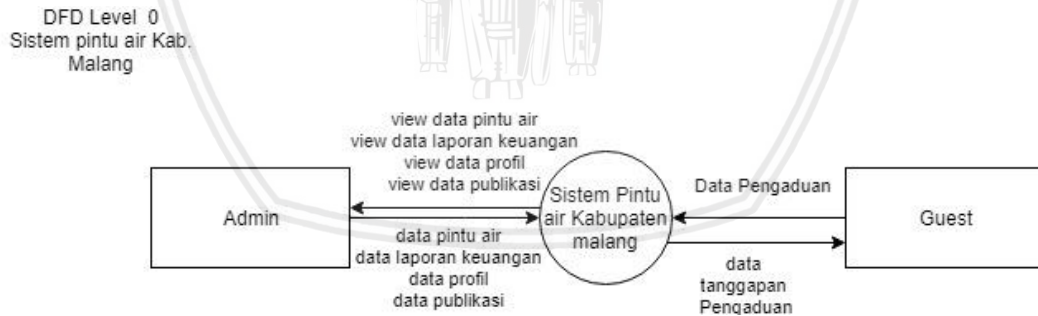 DFD Level 0
Sistem pintu air Kab.
Malang
view data pintu air
view data laporan keuangan
view data profil
view data publikasi
Admin
data pintu air
data laporan keuangan
data profil
data publikasi
Sistem Pintu
air Kabupaten
malang
Data Pengaduan
data
tanggapan
Pengaduan
Guest